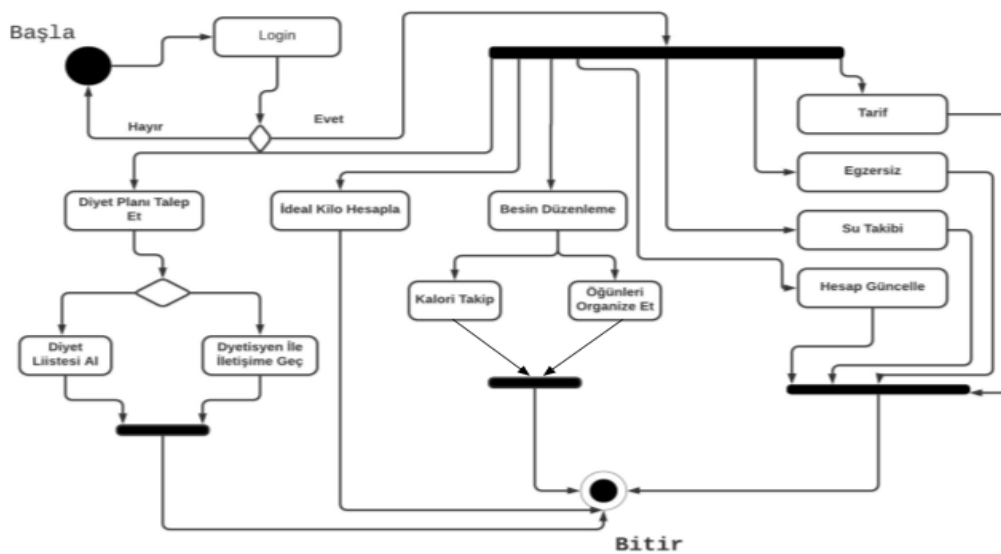 Başla
Login
Hayır
Evet
Tarif
Egzersiz
Diyet Planı Talep
Et
İdeal Kilo Hesapla
Besin Düzenleme
Su Takibi
Kalori Takip
Öğünleri
Organize Et
Hesap Güncelle
Diyet
Liistesi Al
Dyetisyen İle
İletişime Geç
Bitir